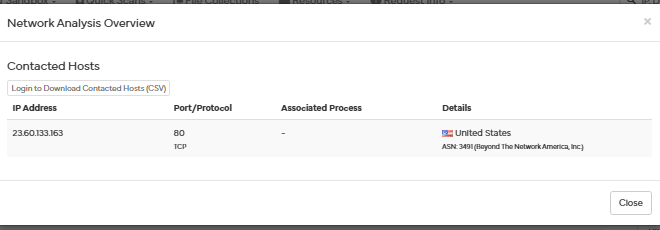 Sandbox
Quick Scans
File Collections
Resources
Request Info
Network Analysis Overview
×
Contacted Hosts
Login to Download Contacted Hosts (CSV)
IP Address Port/Protocol Associated Process Details
23.60.133.163 80 - United States
TCP ASN: 3491 (Beyond The Network America, Inc.)
Close